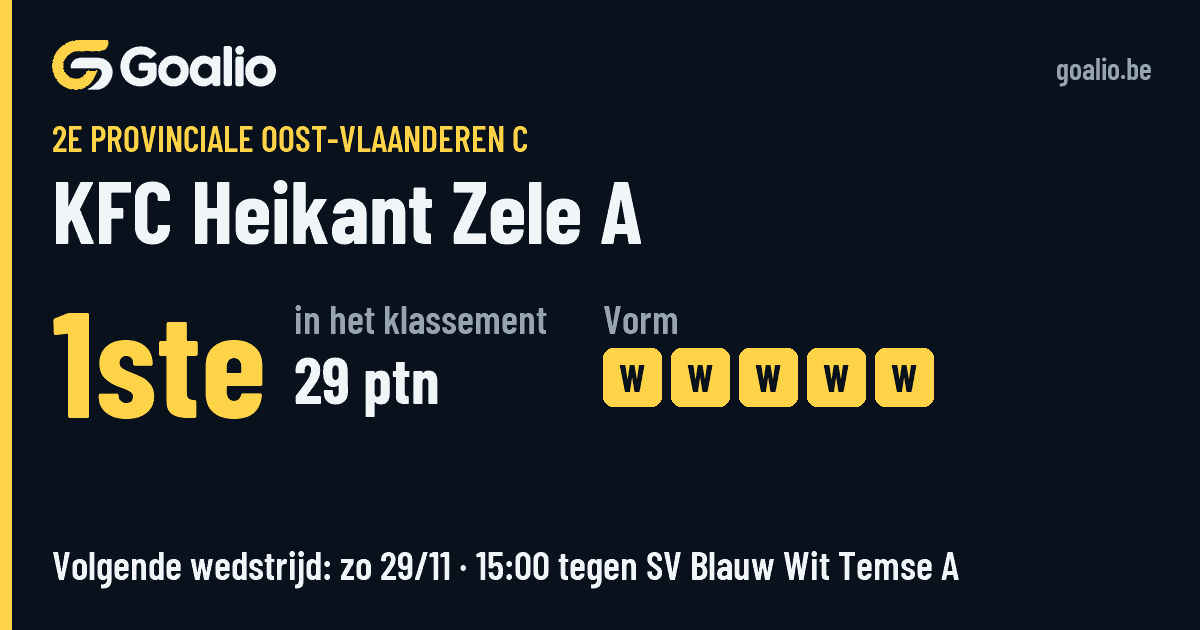 Goalio
goalio.be
2E PROVINCIALE OOST-VLAANDEREN C
KFC Heikant Zele A
1ste
in het klassement
29 ptn
Vorm
W W W W W
Volgende wedstrijd: zo 29/11 · 15:00 tegen SV Blauw Wit Temse A